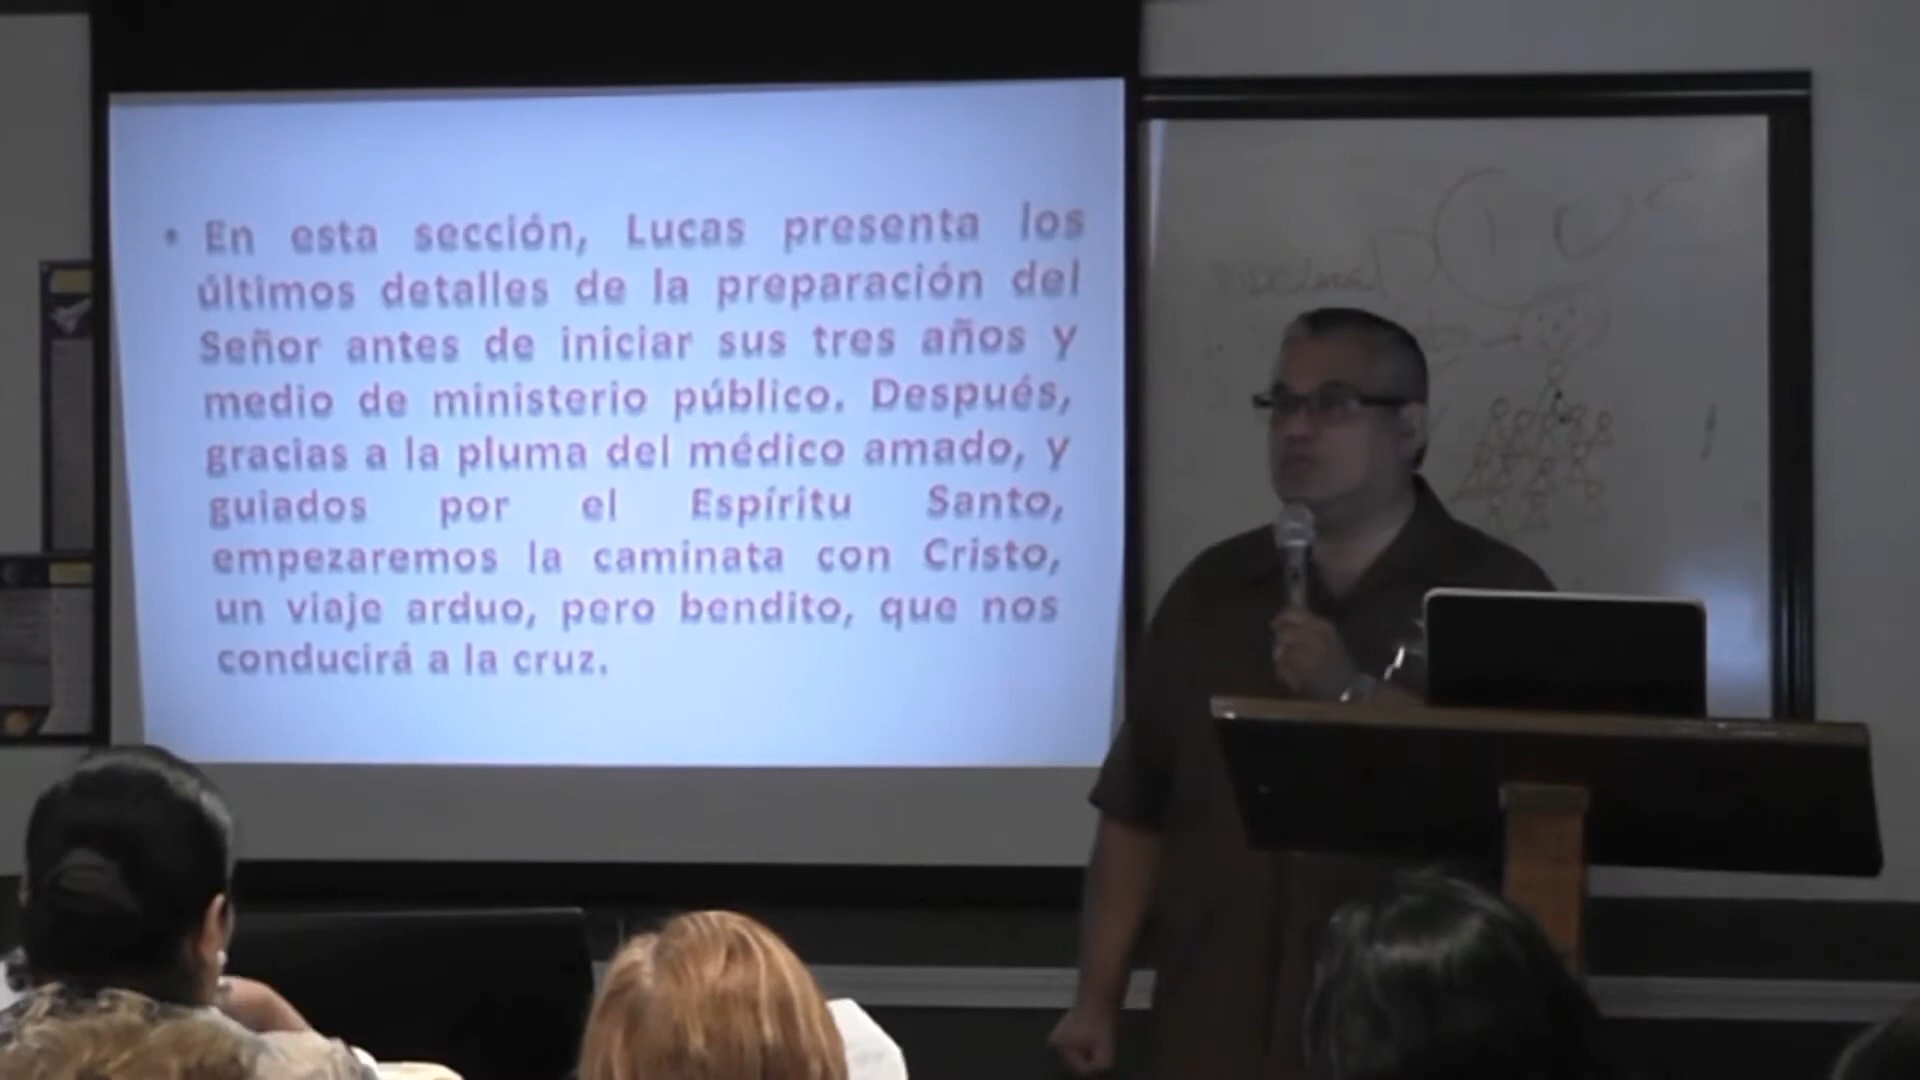 • En esta sección, Lucas presenta los
últimos detalles de la preparación del
Señor antes de iniciar sus tres años y
medio de ministerio público. Después,
gracias a la pluma del médico amado, y
guiados por el Espíritu Santo,
empezaremos la caminata con Cristo,
un viaje arduo, pero bendito, que nos
conducirá a la cruz.